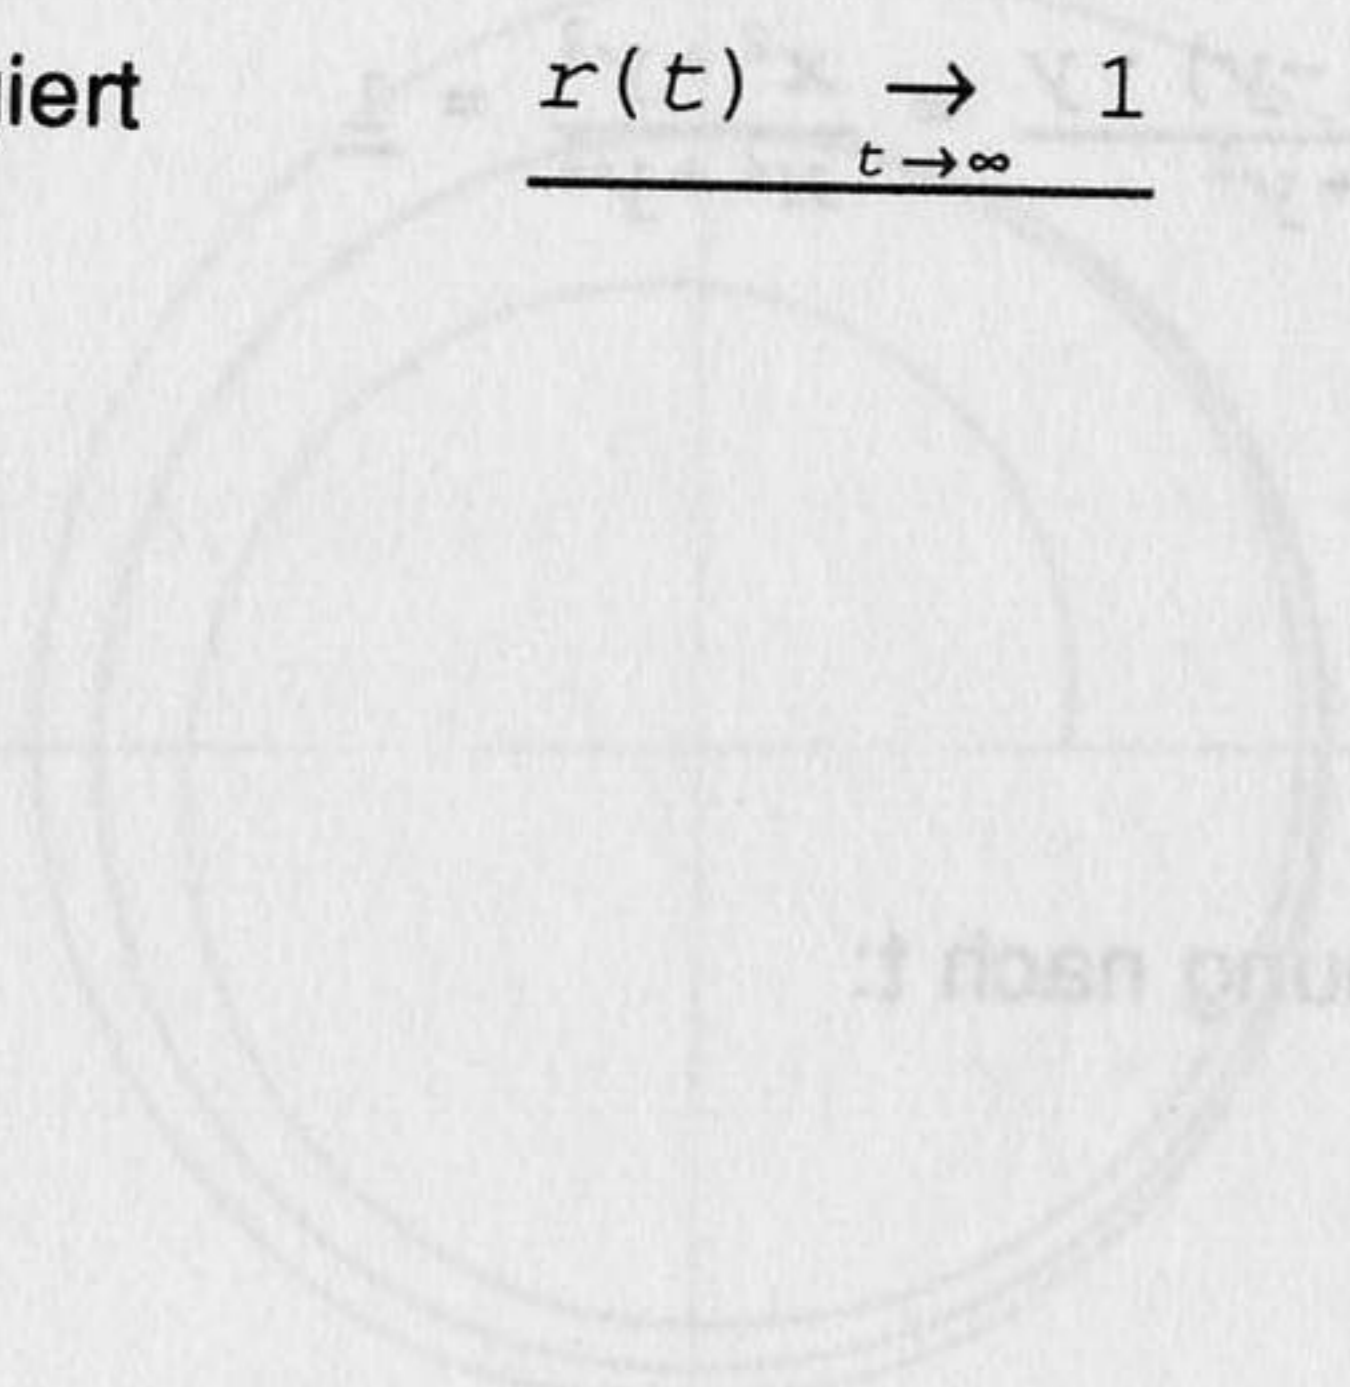 iert r(t) → 1
t→∞
ung nach t: